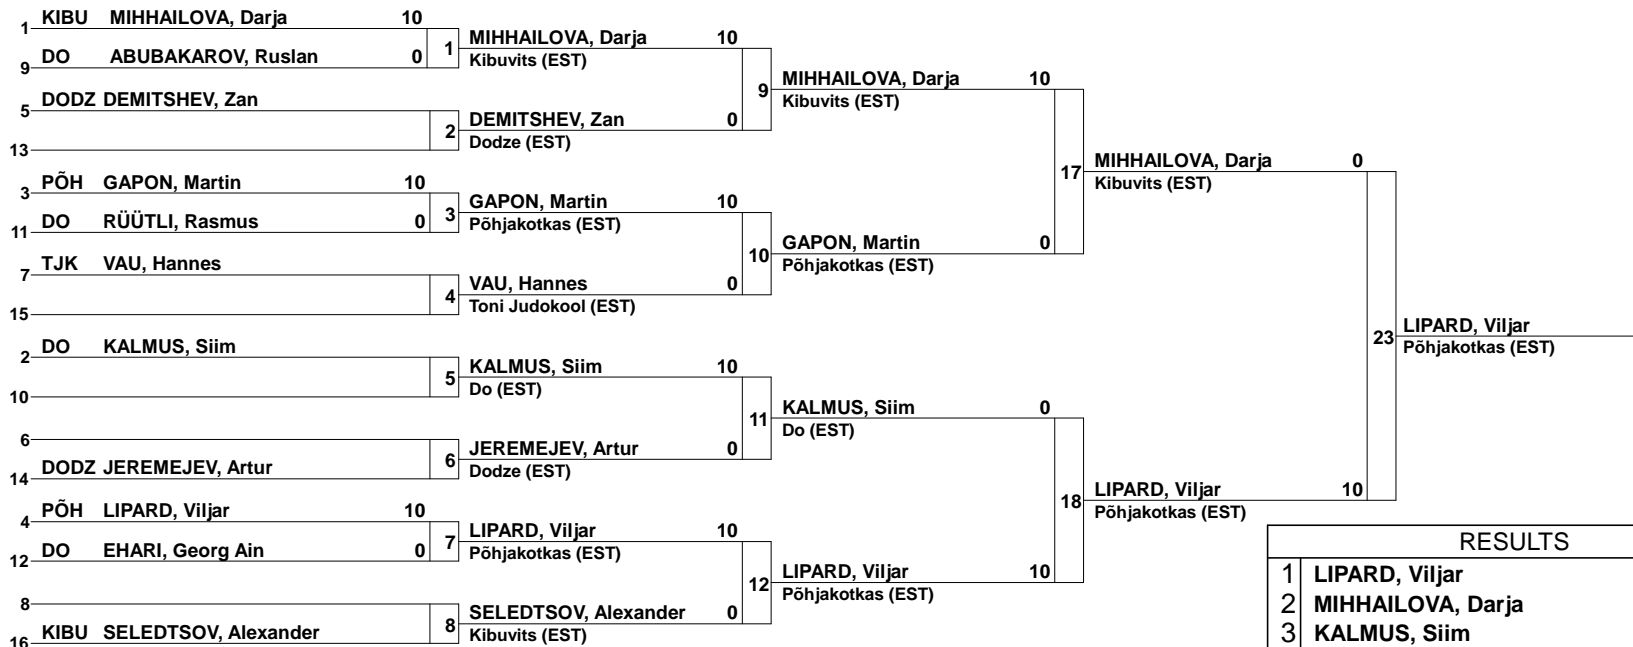 1 KIBU MIHHAILOVA, Darja 10
9 DO ABUBAKAROV, Ruslan 0
1 MIHHAILOVA, Darja 10
Kibuvits (EST)
5 DODZ DEMITSHEV, Zan
13
2 DEMITSHEV, Zan 0
Dodze (EST)
9 MIHHAILOVA, Darja 10
Kibuvits (EST)
3 PÕH GAPON, Martin 10
11 DO RÜÜTLI, Rasmus 0
3 GAPON, Martin 10
Põhjakotkas (EST)
7 TJK VAU, Hannes
15
4 VAU, Hannes 0
Toni Judokool (EST)
10 GAPON, Martin 0
Põhjakotkas (EST)
17 MIHHAILOVA, Darja 0
Kibuvits (EST)
2 DO KALMUS, Siim
10
5 KALMUS, Siim 10
Do (EST)
6
14 DODZ JEREMEJEV, Artur
6 JEREMEJEV, Artur 0
Dodze (EST)
11 KALMUS, Siim 0
Do (EST)
4 PÕH LIPARD, Viljar 10
12 DO EHARI, Georg Ain 0
7 LIPARD, Viljar 10
Põhjakotkas (EST)
8
16 KIBU SELEDTSOV, Alexander
8 SELEDTSOV, Alexander 0
Kibuvits (EST)
12 LIPARD, Viljar 10
Põhjakotkas (EST)
18 LIPARD, Viljar 10
Põhjakotkas (EST)
23 LIPARD, Viljar
Põhjakotkas (EST)
RESULTS
1 LIPARD, Viljar
2 MIHHAILOVA, Darja
3 KALMUS, Siim